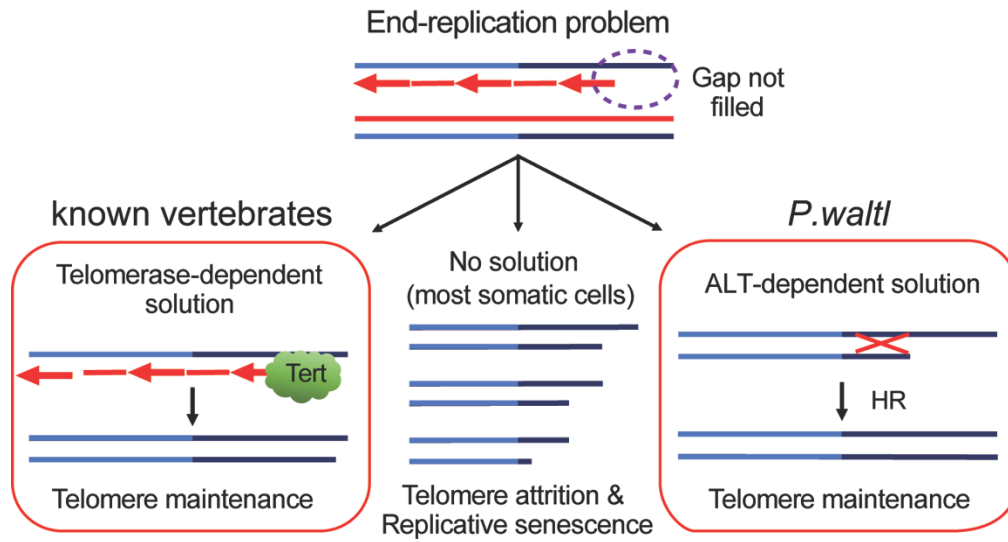 End-replication problem
Gap not
filled
known vertebrates
Telomerase-dependent
solution
Tert
Telomere maintenance
No solution
(most somatic cells)
Telomere attrition &
Replicative senescence
P.waltl
ALT-dependent solution
HR
Telomere maintenance